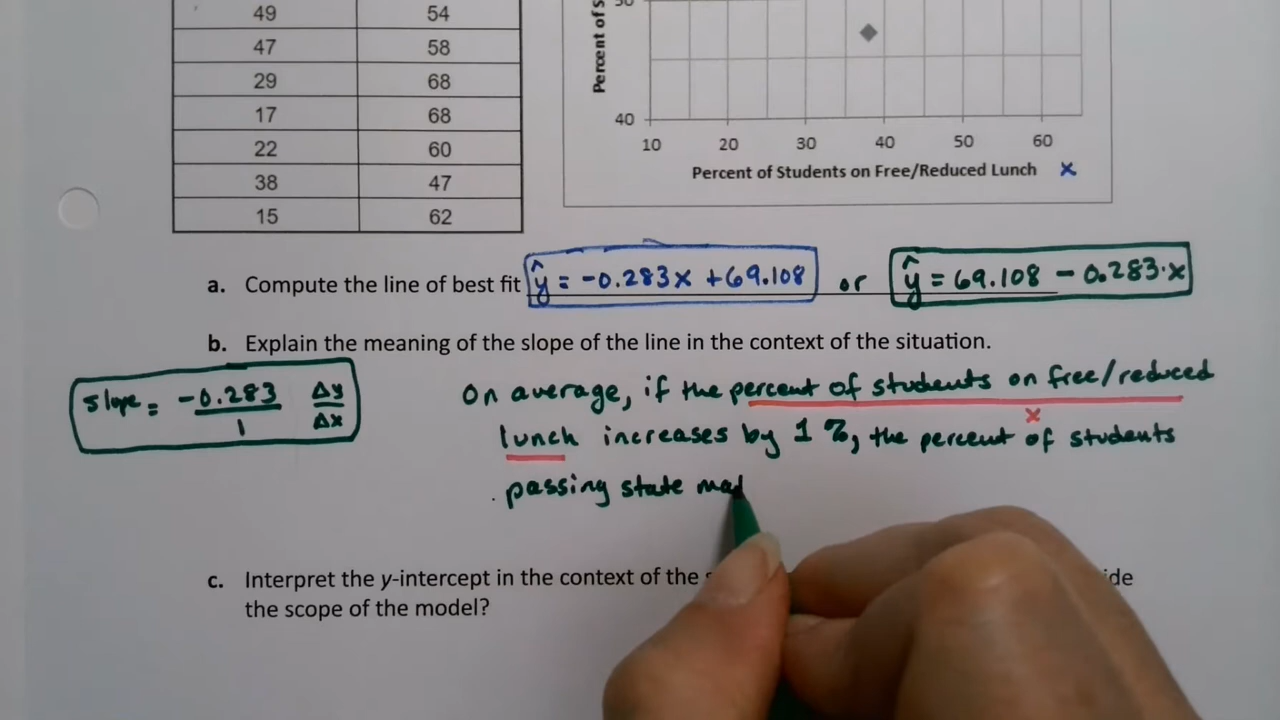 49 54
47 58
29 68
17 68
22 60
38 47
15 62
Percent of
50
40
10 20 30 40 50 60
Percent of Students on Free/Reduced Lunch x
a. Compute the line of best fit ŷ = -0.283x + 69.108 or ŷ = 69.108 - 0.283·x
b. Explain the meaning of the slope of the line in the context of the situation.
slope = -0.283/1 Δy/Δx
On average, if the percent of students on free/reduced
x
lunch increases by 1%, the percent of students
passing state
c. Interpret the y-intercept in the context of the
the scope of the model?